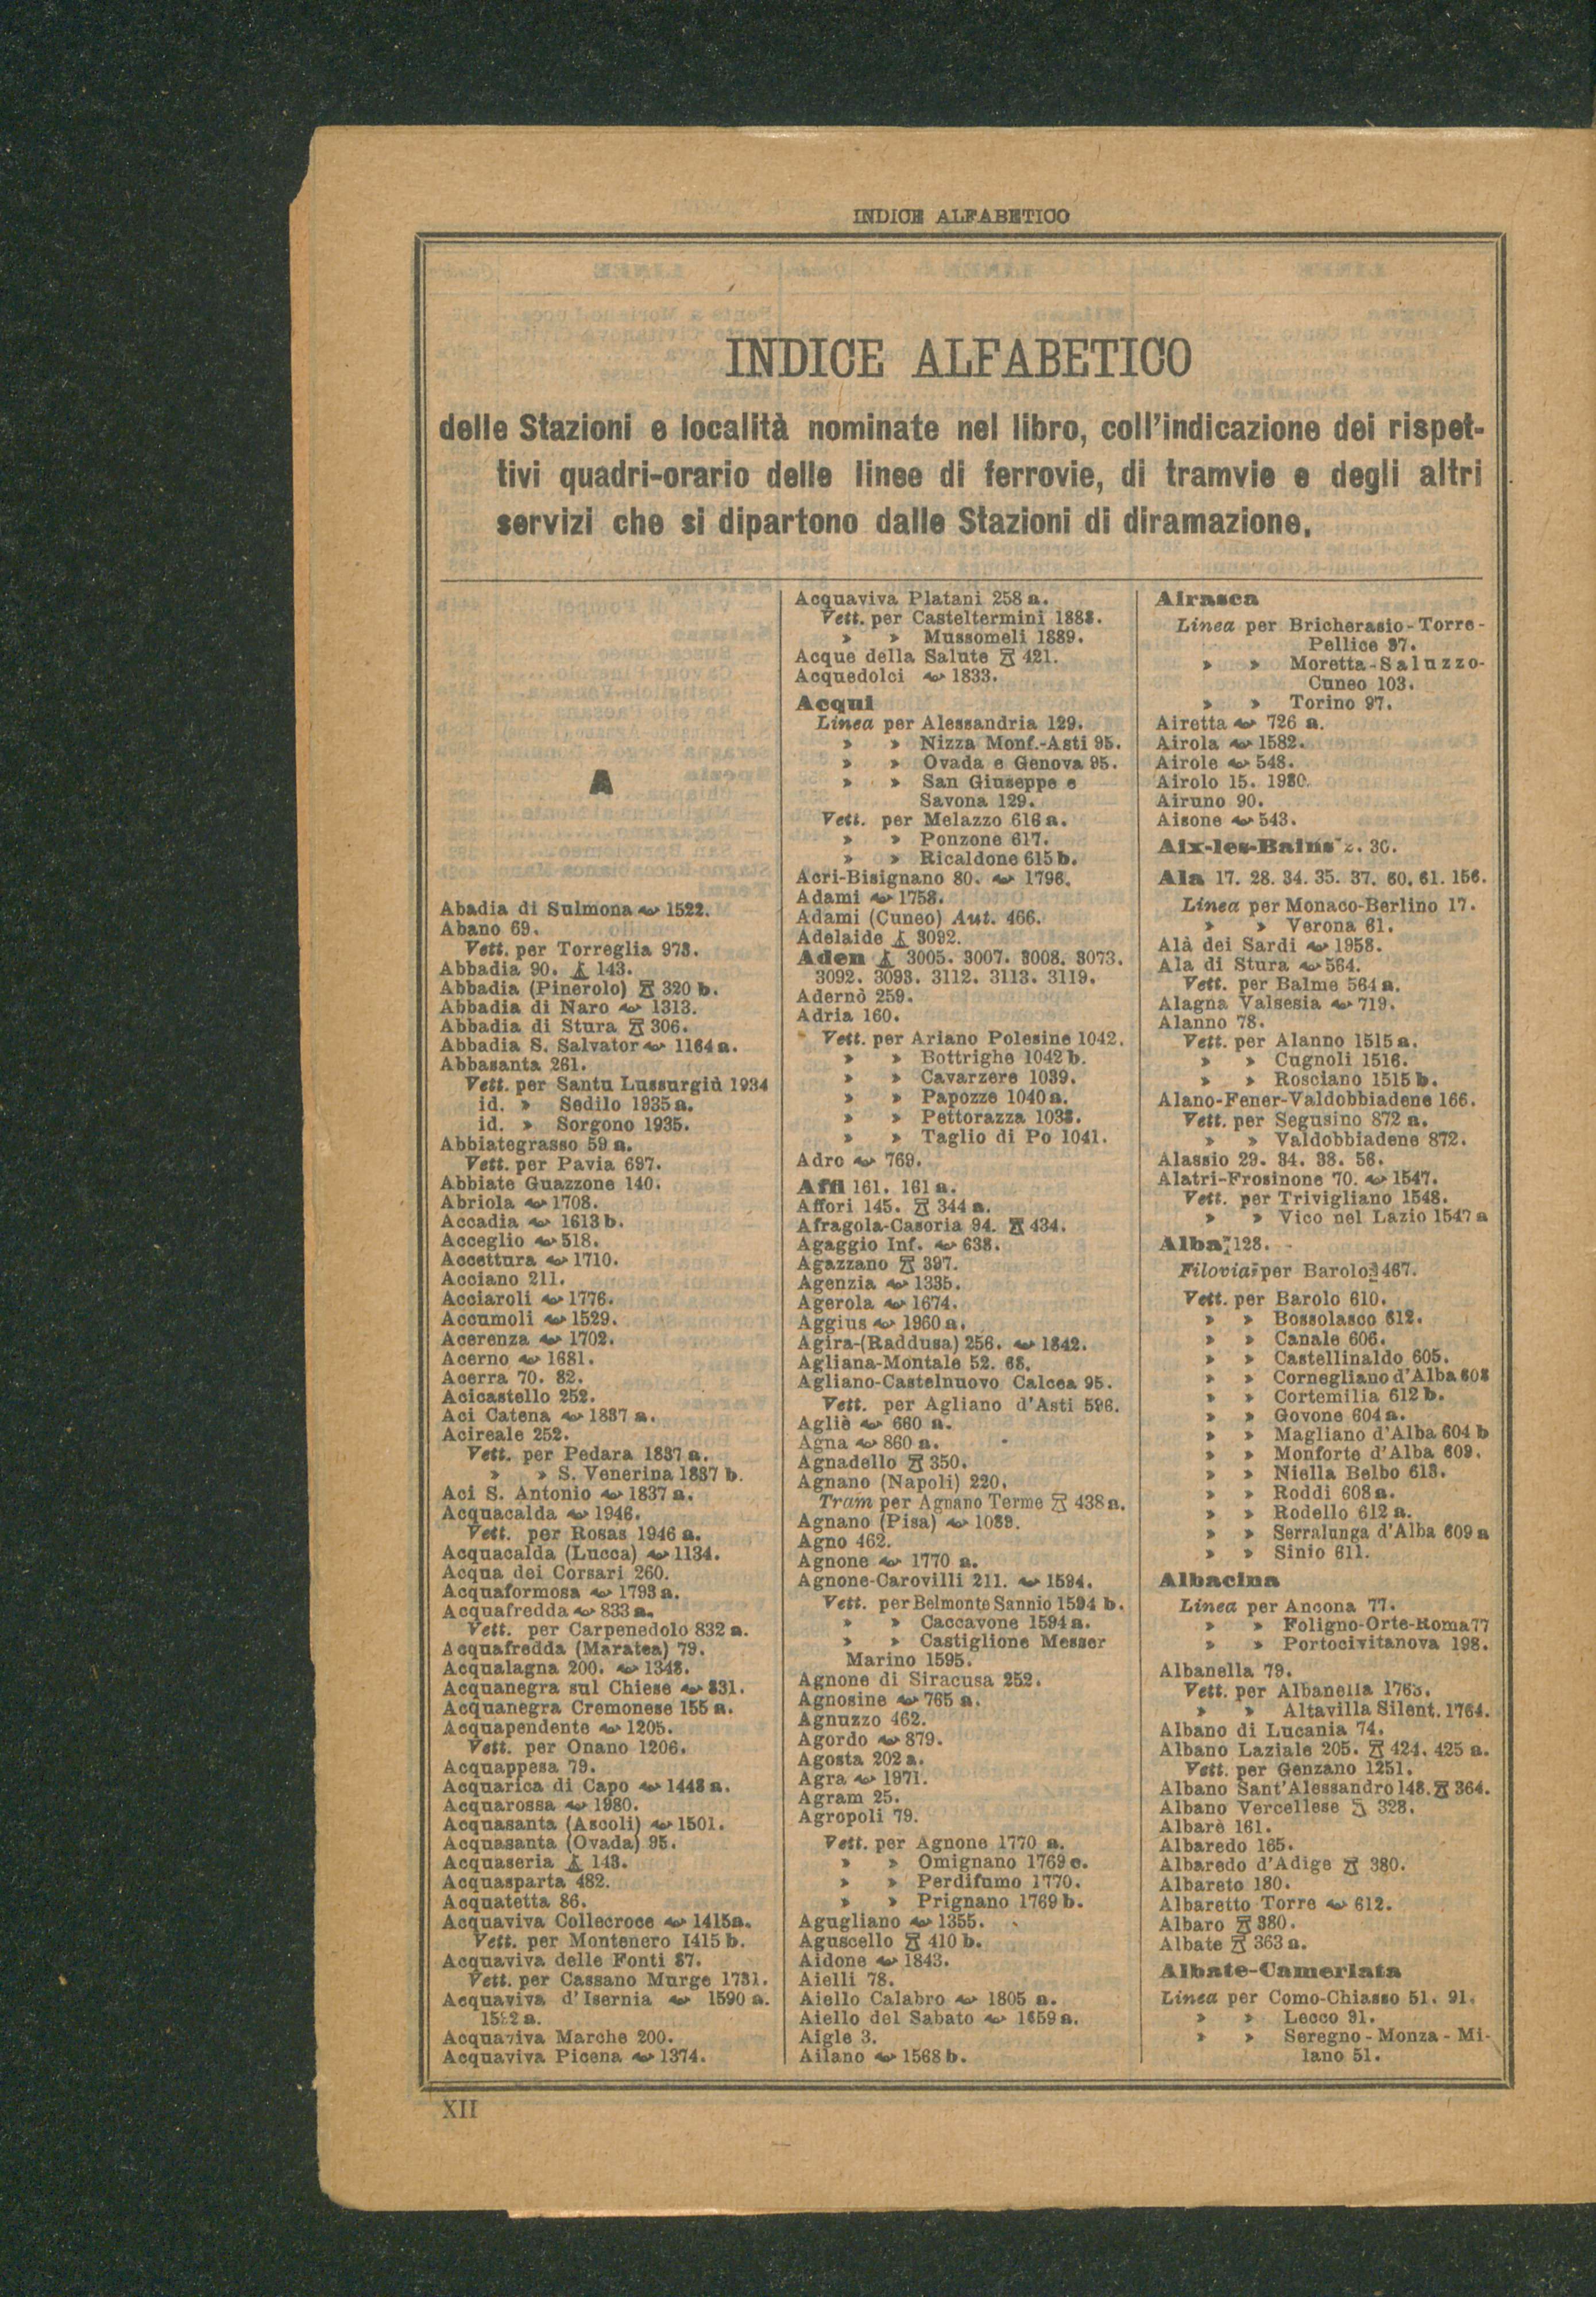 INDICE ALFABETICO
INDICE ALFABETICO
delle Stazioni e località nominate nel libro, coll'indicazione dei rispet-
tivi quadri-orario delle linee di ferrovie, di tramvie e degli altri
servizi che si dipartono dalle Stazioni di diramazione.
A
Abadia di Sulmona 1522.
Abano 69.
Vett. per Torreglia 973.
Abbadia 90. 143.
Abbadia (Pinerolo) 320 b.
Abbadia di Naro 1313.
Abbadia di Stura 306.
Abbadia S. Salvator 1164 a.
Abbasanta 261.
Vett. per Santu Lussurgiù 1934
id. » Sedilo 1935 a.
id. » Sorgono 1935.
Abbiategrasso 59 a.
Vett. per Pavia 697.
Abbiate Guazzone 140.
Abriola 1708.
Accadia 1613 b.
Acceglio 518.
Accettura 1710.
Acciano 211.
Acciaroli 1776.
Accumoli 1529.
Acerenza 1702.
Acerno 1681.
Acerra 70. 82.
Acicastello 252.
Aci Catena 1837 a.
Acireale 252.
Vett. per Pedara 1837 a.
» » S. Venerina 1837 b.
Aci S. Antonio 1837 a.
Acquacalda 1946.
Vett. per Rosas 1946 a.
Acquacalda (Lucca) 1134.
Acqua dei Corsari 260.
Acquaformosa 1793 a.
Acquafredda 833 a.
Vett. per Carpenedolo 832 a.
Acquafredda (Maratea) 79.
Acqualagna 200. 1348.
Acquanegra sul Chiese 831.
Acquanegra Cremonese 155 a.
Acquapendente 1205.
Vett. per Onano 1206.
Acquappesa 79.
Acquarica di Capo 1448 a.
Acquarossa 1980.
Acquasanta (Ascoli) 1501.
Acquasanta (Ovada) 95.
Acquaseria 143.
Acquasparta 482.
Acquatetta 86.
Acquaviva Collecroce 1415a.
Vett. per Montenero 1415 b.
Acquaviva delle Fonti 87.
Vett. per Cassano Murge 1731.
Acquaviva d'Isernia 1590 a.
Acquaviva Marche 200.
Acquaviva Picena 1374.
Acquaviva Platani 258 a.
Vett. per Casteltermini 1888.
» » Mussomeli 1889.
Acque della Salute 421.
Acquedolci 1833.
Acqui
Linea per Alessandria 129.
» » Nizza Monf.-Asti 95.
» » Ovada e Genova 95.
» » San Giuseppe e
Savona 129.
Vett. per Melazzo 616 a.
» » Ponzone 617.
» » Ricaldone 615 b.
Acri-Bisignano 80. 1796.
Adami 1758.
Adami (Cuneo) Aut. 466.
Adelaide 3092.
Aden 3005. 3007. 3008. 3073.
3092. 3093. 3112. 3113. 3119.
Adernò 259.
Adria 160.
Vett. per Ariano Polesine 1042.
» » Bottrighe 1042 b.
» » Cavarzere 1039.
» » Papozze 1040 a.
» » Pettorazza 1038.
» » Taglio di Po 1041.
Adro 769.
Affi 161. 161 a.
Affori 145. 344 a.
Afragola-Casoria 94. 434.
Agaggio Inf. 638.
Agazzano 397.
Agenzia 1335.
Agerola 1674.
Aggius 1960 a.
Agira-(Raddusa) 256. 1842.
Agliana-Montale 52. 68.
Agliano-Castelnuovo Calcea 95.
Vett. per Agliano d'Asti 596.
Agliè 660 a.
Agna 860 a.
Agnadello 350.
Agnano (Napoli) 220.
Tram per Agnano Terme 438 a.
Agnano (Pisa) 1089.
Agno 462.
Agnone 1770 a.
Agnone-Carovilli 211. 1594.
Vett. per Belmonte Sannio 1594 b.
» » Caccavone 1594 a.
» » Castiglione Messer
Marino 1595.
Agnone di Siracusa 252.
Agnosine 765 a.
Agnuzzo 462.
Agordo 879.
Agosta 202 a.
Agra 1971.
Agram 25.
Agropoli 79.
Vett. per Agnone 1770 a.
» » Omignano 1769 c.
» » Perdifumo 1770.
» » Prignano 1769 b.
Agugliano 1355.
Aguscello 410 b.
Aidone 1843.
Aielli 78.
Aiello Calabro 1805 a.
Aiello del Sabato 1659 a.
Aigle 3.
Ailano 1568 b.
Airasca
Linea per Bricherasio-Torre-
Pellice 97.
» » Moretta-Saluzzo-
Cuneo 103.
» » Torino 97.
Airetta 726 a.
Airola 1582.
Airole 548.
Airolo 15. 1980.
Airuno 90.
Aisone 543.
Aix-les-Bains 2. 30.
Ala 17. 28. 34. 35. 37. 60. 61. 156.
Linea per Monaco-Berlino 17.
» » Verona 61.
Alà dei Sardi 1958.
Ala di Stura 564.
Vett. per Balme 564 a.
Alagna Valsesia 719.
Alanno 78.
Vett. per Alanno 1515 a.
» » Cugnoli 1516.
» » Rosciano 1515 b.
Alano-Fener-Valdobbiadene 166.
Vett. per Segusino 872 a.
» » Valdobbiadene 872.
Alassio 29. 34. 38. 56.
Alatri-Frosinone 70. 1547.
Vett. per Trivigliano 1548.
» » Vico nel Lazio 1547 a
Alba 128.
Filovia per Barolo 467.
Vett. per Barolo 610.
» » Bossolasco 612.
» » Canale 606.
» » Castellinaldo 605.
» » Cornegliano d'Alba 608
» » Cortemilia 612 b.
» » Govone 604 a.
» » Magliano d'Alba 604 b
» » Monforte d'Alba 609.
» » Niella Belbo 613.
» » Roddi 608 a.
» » Rodello 612 a.
» » Serralunga d'Alba 609 a
» » Sinio 611.
Albacina
Linea per Ancona 77.
» » Foligno-Orte-Roma 77
» » Portocivitanova 198.
Albanella 79.
Vett. per Albanella 1763.
» » Altavilla Silent. 1764.
Albano di Lucania 74.
Albano Laziale 205. 424. 425 a.
Vett. per Genzano 1251.
Albano Sant'Alessandro 148. 364.
Albano Vercellese 328.
Albarè 161.
Albaredo 165.
Albaredo d'Adige 380.
Albareto 180.
Albaretto Torre 612.
Albaro 380.
Albate 363 a.
Albate-Camerlata
Linea per Como-Chiasso 51. 91.
» » Lecco 91.
» » Seregno-Monza-Mi-
lano 51.
XII